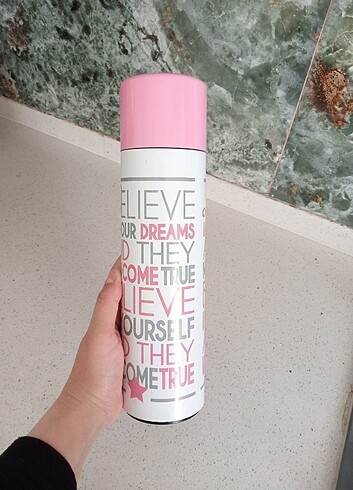 ELIEVE
OUR DREAMS
D THEY
COME TRUE
LIEVE
OURSELF
D THEY
OMETRUE